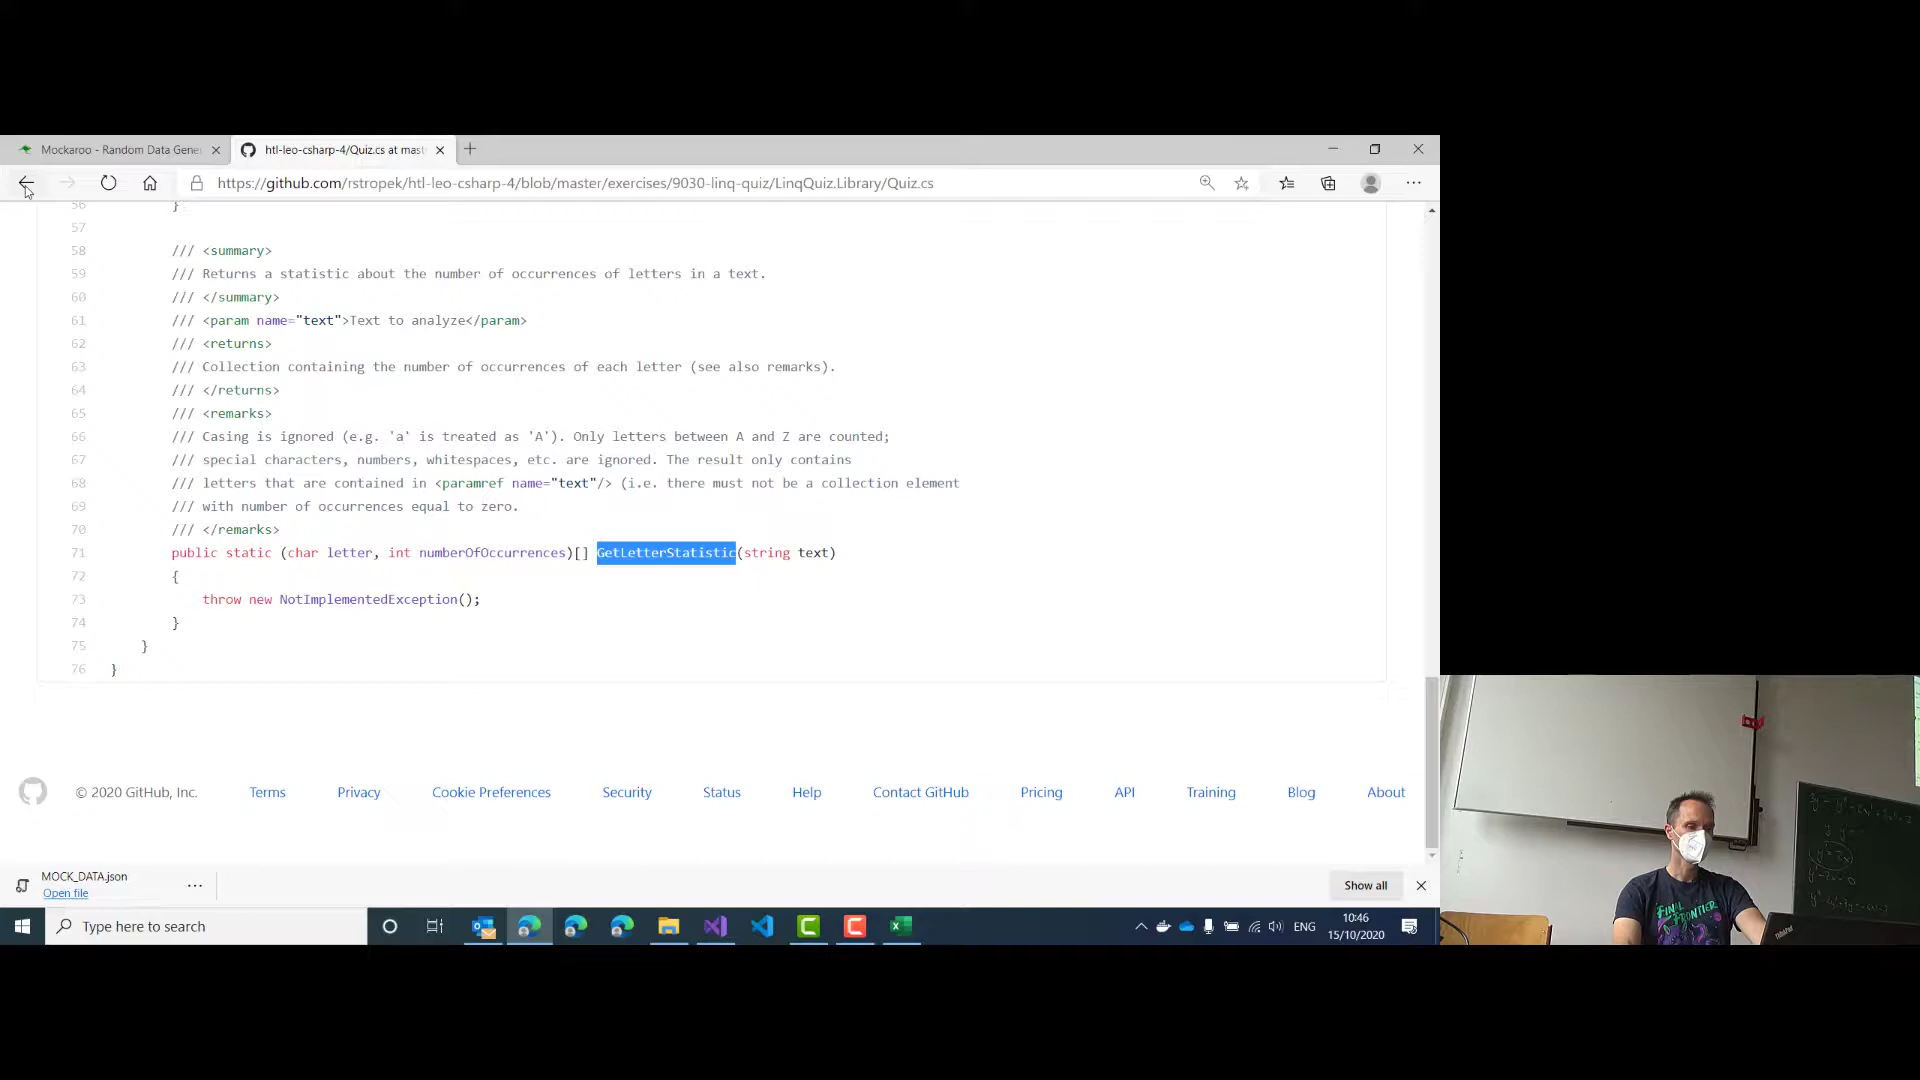 Mockaroo - Random Data Gene
htl-leo-csharp-4/Quiz.cs at mast
https://github.com/rstropek/htl-leo-csharp-4/blob/master/exercises/9030-linq-quiz/LinqQuiz.Library/Quiz.cs
56 }
57
58 /// <summary>
59 /// Returns a statistic about the number of occurrences of letters in a text.
60 /// </summary>
61 /// <param name="text">Text to analyze</param>
62 /// <returns>
63 /// Collection containing the number of occurrences of each letter (see also remarks).
64 /// </returns>
65 /// <remarks>
66 /// Casing is ignored (e.g. 'a' is treated as 'A'). Only letters between A and Z are counted;
67 /// special characters, numbers, whitespaces, etc. are ignored. The result only contains
68 /// letters that are contained in <paramref name="text"/> (i.e. there must not be a collection element
69 /// with number of occurrences equal to zero.
70 /// </remarks>
71 public static (char letter, int numberOfOccurrences)[] GetLetterStatistic(string text)
72 {
73 throw new NotImplementedException();
74 }
75 }
76 }
© 2020 GitHub, Inc. Terms Privacy Cookie Preferences Security Status Help Contact GitHub Pricing API Training Blog About
MOCK_DATA.json
Open file
Show all
Type here to search
ENG
10:46
15/10/2020
FINAL
FRONTIER
ThinkPad